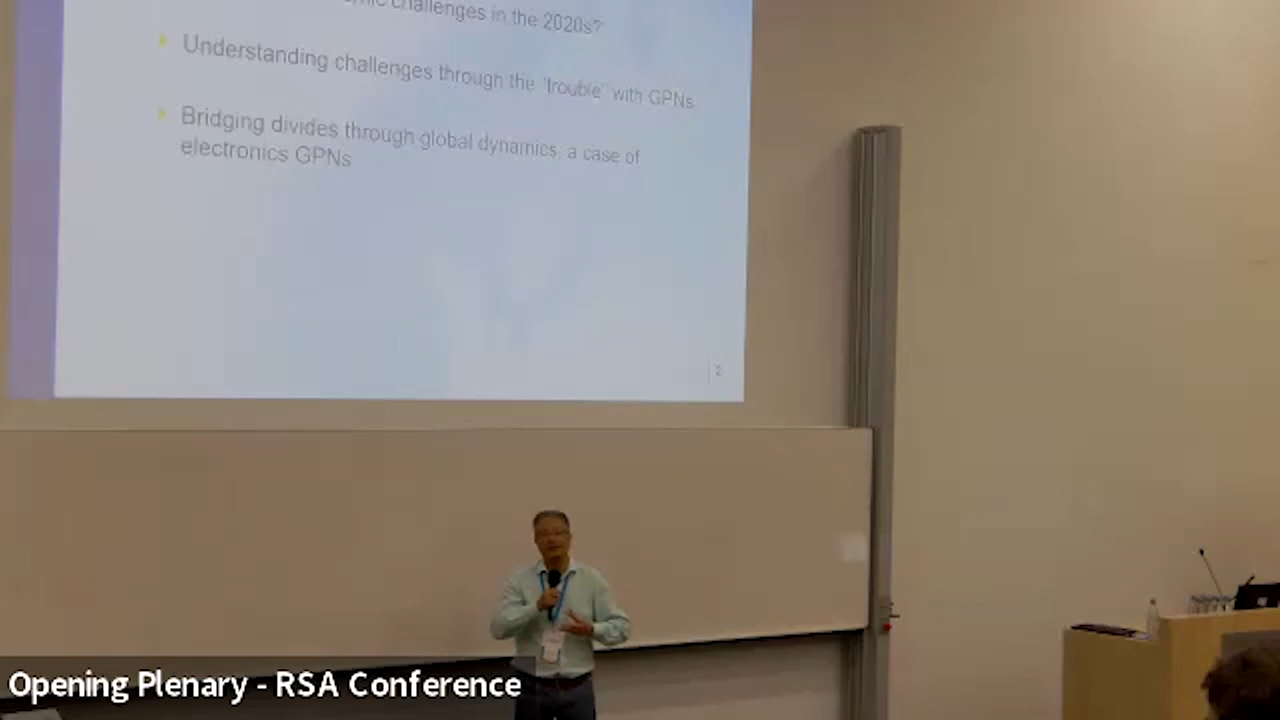 challenges in the 2020s?
Understanding challenges through the 'trouble' with GPNs
Bridging divides through global dynamics: a case of
electronics GPNs
2
Opening Plenary - RSA Conference